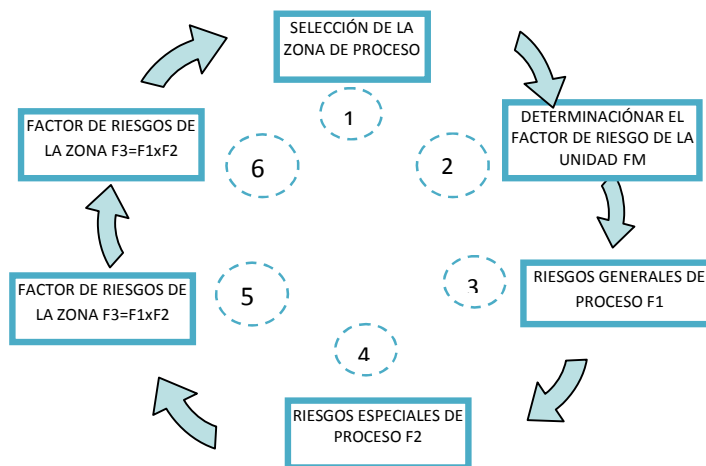 SELECCIÓN DE LA
ZONA DE PROCESO
1
DETERMINACIÓNAR EL
FACTOR DE RIESGO DE LA
UNIDAD FM
2
RIESGOS GENERALES DE
PROCESO F1
3
RIESGOS ESPECIALES DE
PROCESO F2
4
FACTOR DE RIESGOS DE
LA ZONA F3=F1xF2
5
FACTOR DE RIESGOS DE
LA ZONA F3=F1xF2
6